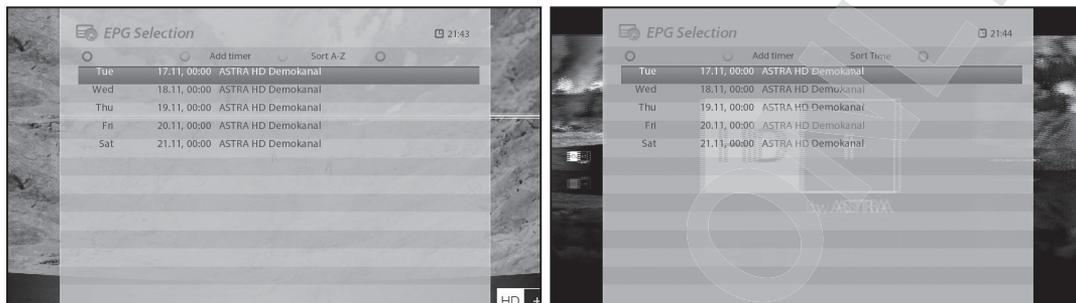 EPG Selection 21:43
Add timer Sort A-Z
Tue 17.11, 00:00 ASTRA HD Demokanal
Wed 18.11, 00:00 ASTRA HD Demokanal
Thu 19.11, 00:00 ASTRA HD Demokanal
Fri 20.11, 00:00 ASTRA HD Demokanal
Sat 21.11, 00:00 ASTRA HD Demokanal
HD +
EPG Selection 21:44
Add timer Sort Time
Tue 17.11, 00:00 ASTRA HD Demokanal
Wed 18.11, 00:00 ASTRA HD Demokanal
Thu 19.11, 00:00 ASTRA HD Demokanal
Fri 20.11, 00:00 ASTRA HD Demokanal
Sat 21.11, 00:00 ASTRA HD Demokanal
HD
by ASTRA